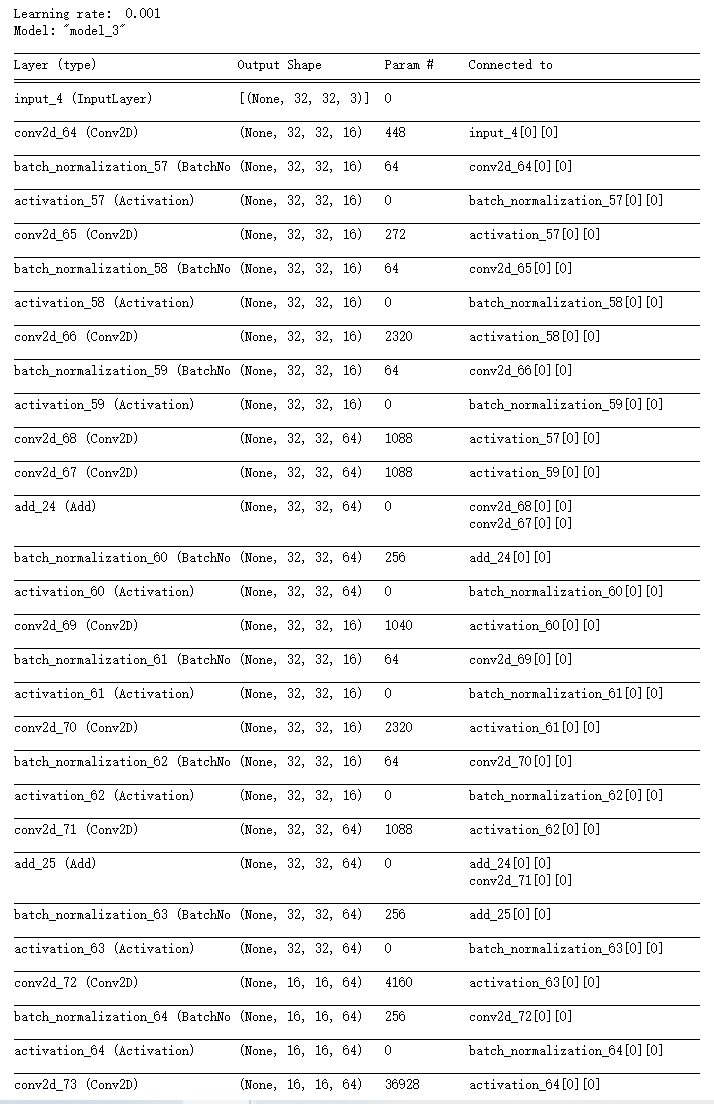 Learning rate:  0.001
Model: "model_3"
Layer (type) Output Shape Param # Connected to
input_4 (InputLayer) [(None, 32, 32, 3)] 0
conv2d_64 (Conv2D) (None, 32, 32, 16) 448 input_4[0][0]
batch_normalization_57 (BatchNo (None, 32, 32, 16) 64 conv2d_64[0][0]
activation_57 (Activation) (None, 32, 32, 16) 0 batch_normalization_57[0][0]
conv2d_65 (Conv2D) (None, 32, 32, 16) 272 activation_57[0][0]
batch_normalization_58 (BatchNo (None, 32, 32, 16) 64 conv2d_65[0][0]
activation_58 (Activation) (None, 32, 32, 16) 0 batch_normalization_58[0][0]
conv2d_66 (Conv2D) (None, 32, 32, 16) 2320 activation_58[0][0]
batch_normalization_59 (BatchNo (None, 32, 32, 16) 64 conv2d_66[0][0]
activation_59 (Activation) (None, 32, 32, 16) 0 batch_normalization_59[0][0]
conv2d_68 (Conv2D) (None, 32, 32, 64) 1088 activation_57[0][0]
conv2d_67 (Conv2D) (None, 32, 32, 64) 1088 activation_59[0][0]
add_24 (Add) (None, 32, 32, 64) 0 conv2d_68[0][0]
conv2d_67[0][0]
batch_normalization_60 (BatchNo (None, 32, 32, 64) 256 add_24[0][0]
activation_60 (Activation) (None, 32, 32, 64) 0 batch_normalization_60[0][0]
conv2d_69 (Conv2D) (None, 32, 32, 16) 1040 activation_60[0][0]
batch_normalization_61 (BatchNo (None, 32, 32, 16) 64 conv2d_69[0][0]
activation_61 (Activation) (None, 32, 32, 16) 0 batch_normalization_61[0][0]
conv2d_70 (Conv2D) (None, 32, 32, 16) 2320 activation_61[0][0]
batch_normalization_62 (BatchNo (None, 32, 32, 16) 64 conv2d_70[0][0]
activation_62 (Activation) (None, 32, 32, 16) 0 batch_normalization_62[0][0]
conv2d_71 (Conv2D) (None, 32, 32, 64) 1088 activation_62[0][0]
add_25 (Add) (None, 32, 32, 64) 0 add_24[0][0]
conv2d_71[0][0]
batch_normalization_63 (BatchNo (None, 32, 32, 64) 256 add_25[0][0]
activation_63 (Activation) (None, 32, 32, 64) 0 batch_normalization_63[0][0]
conv2d_72 (Conv2D) (None, 16, 16, 64) 4160 activation_63[0][0]
batch_normalization_64 (BatchNo (None, 16, 16, 64) 256 conv2d_72[0][0]
activation_64 (Activation) (None, 16, 16, 64) 0 batch_normalization_64[0][0]
conv2d_73 (Conv2D) (None, 16, 16, 64) 36928 activation_64[0][0]